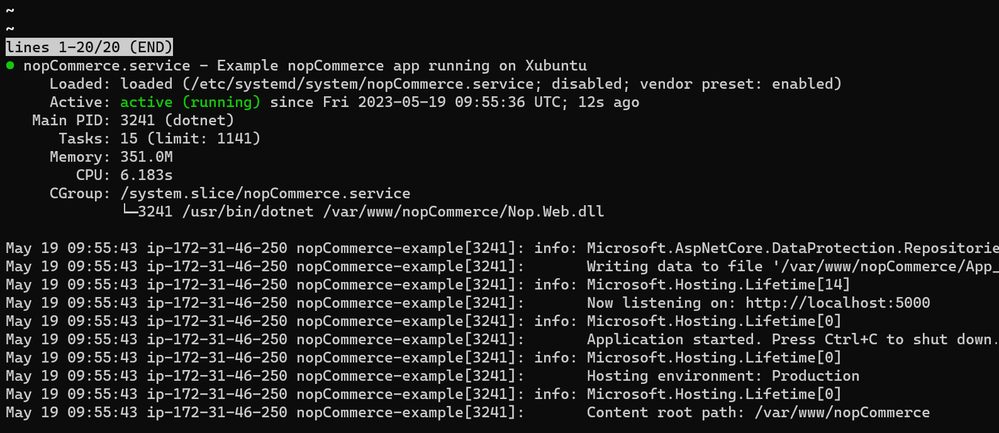 ~
~
lines 1-20/20 (END)
● nopCommerce.service - Example nopCommerce app running on Xubuntu
     Loaded: loaded (/etc/systemd/system/nopCommerce.service; disabled; vendor preset: enabled)
     Active: active (running) since Fri 2023-05-19 09:55:36 UTC; 12s ago
   Main PID: 3241 (dotnet)
      Tasks: 15 (limit: 1141)
     Memory: 351.0M
        CPU: 6.183s
     CGroup: /system.slice/nopCommerce.service
             └─3241 /usr/bin/dotnet /var/www/nopCommerce/Nop.Web.dll

May 19 09:55:43 ip-172-31-46-250 nopCommerce-example[3241]: info: Microsoft.AspNetCore.DataProtection.Repositorie
May 19 09:55:43 ip-172-31-46-250 nopCommerce-example[3241]:       Writing data to file '/var/www/nopCommerce/App_
May 19 09:55:43 ip-172-31-46-250 nopCommerce-example[3241]: info: Microsoft.Hosting.Lifetime[14]
May 19 09:55:43 ip-172-31-46-250 nopCommerce-example[3241]:       Now listening on: http://localhost:5000
May 19 09:55:43 ip-172-31-46-250 nopCommerce-example[3241]: info: Microsoft.Hosting.Lifetime[0]
May 19 09:55:43 ip-172-31-46-250 nopCommerce-example[3241]:       Application started. Press Ctrl+C to shut down.
May 19 09:55:43 ip-172-31-46-250 nopCommerce-example[3241]: info: Microsoft.Hosting.Lifetime[0]
May 19 09:55:43 ip-172-31-46-250 nopCommerce-example[3241]:       Hosting environment: Production
May 19 09:55:43 ip-172-31-46-250 nopCommerce-example[3241]: info: Microsoft.Hosting.Lifetime[0]
May 19 09:55:43 ip-172-31-46-250 nopCommerce-example[3241]:       Content root path: /var/www/nopCommerce